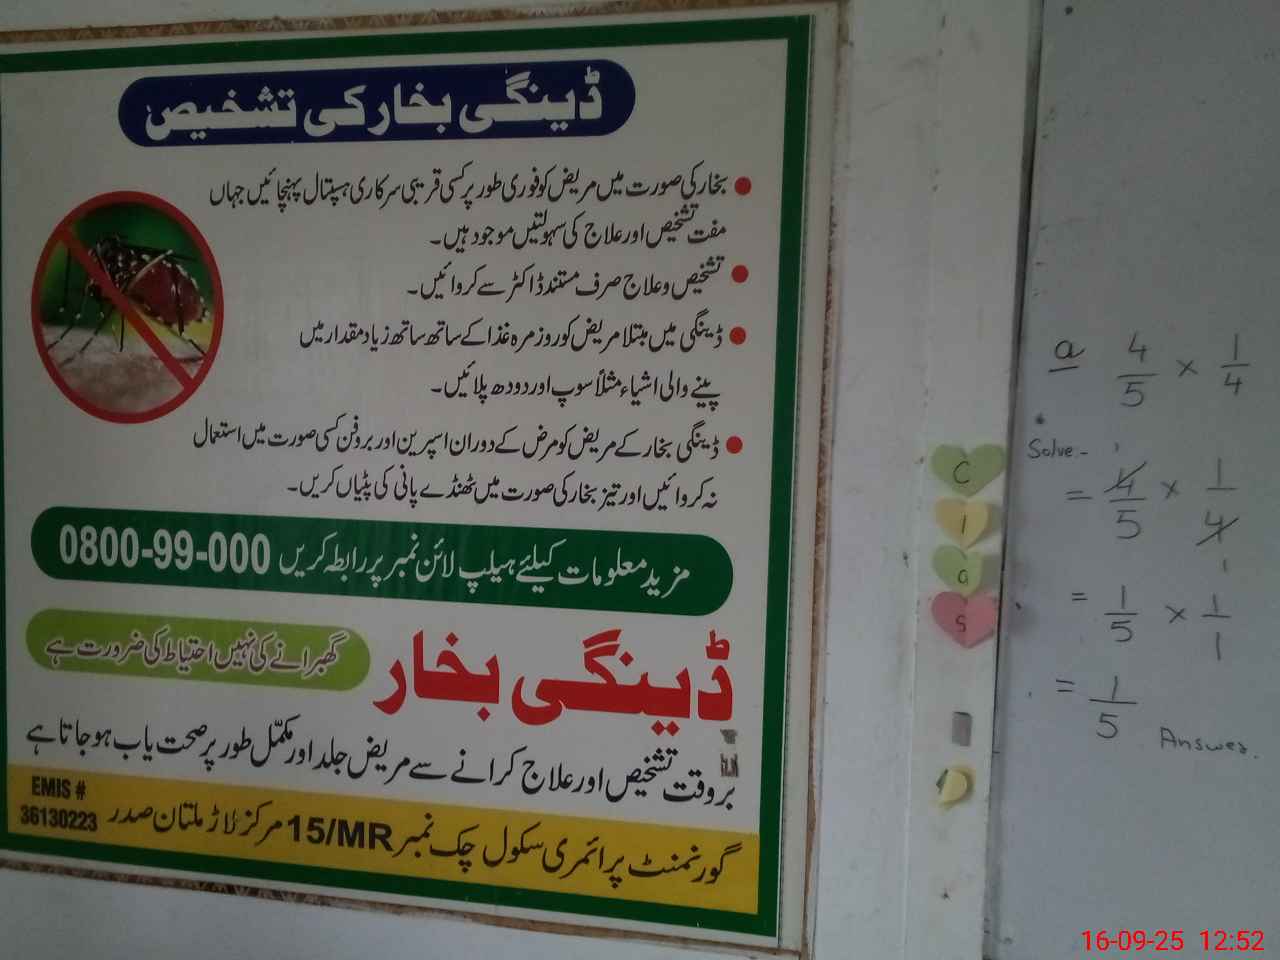 ڈینگی بخار کی تشخیص
بخار کی صورت میں مریض کو فوری طور پر کسی قریبی سرکاری ہسپتال پہنچائیں جہاں
مفت تشخیص اور علاج کی سہولتیں موجود ہیں۔
تشخیص و علاج صرف مستند ڈاکٹر سے کروائیں۔
ڈینگی میں مبتلا مریض کو روزمرہ غذا کے ساتھ ساتھ زیادہ مقدار میں
پینے والی اشیاء مثلاً سوپ اور دودھ پلائیں۔
ڈینگی بخار کے مریض کو مرض کے دوران اسپرین اور بروفن کسی صورت میں استعمال
نہ کروائیں اور تیز بخار کی صورت میں ٹھنڈے پانی کی پٹیاں کریں۔
مزید معلومات کیلئے ہیلپ لائن نمبر پر رابطہ کریں 0800-99-000
ڈینگی بخار
گھبرانے کی نہیں احتیاط کی ضرورت ہے
بروقت تشخیص اور علاج کرانے سے مریض جلد اور مکمّل طور پر صحت یاب ہو جاتا ہے
گورنمنٹ پرائمری سکول چک نمبر 15/MR مرکز لاڑ ملتان صدر
EMIS #
36130223
C
l
a
s
a 4/5 × 1/4
Solve:-
= 4/5 × 1/4
= 1/5 × 1/1
= 1/5 Answer.
16-09-25 12:52